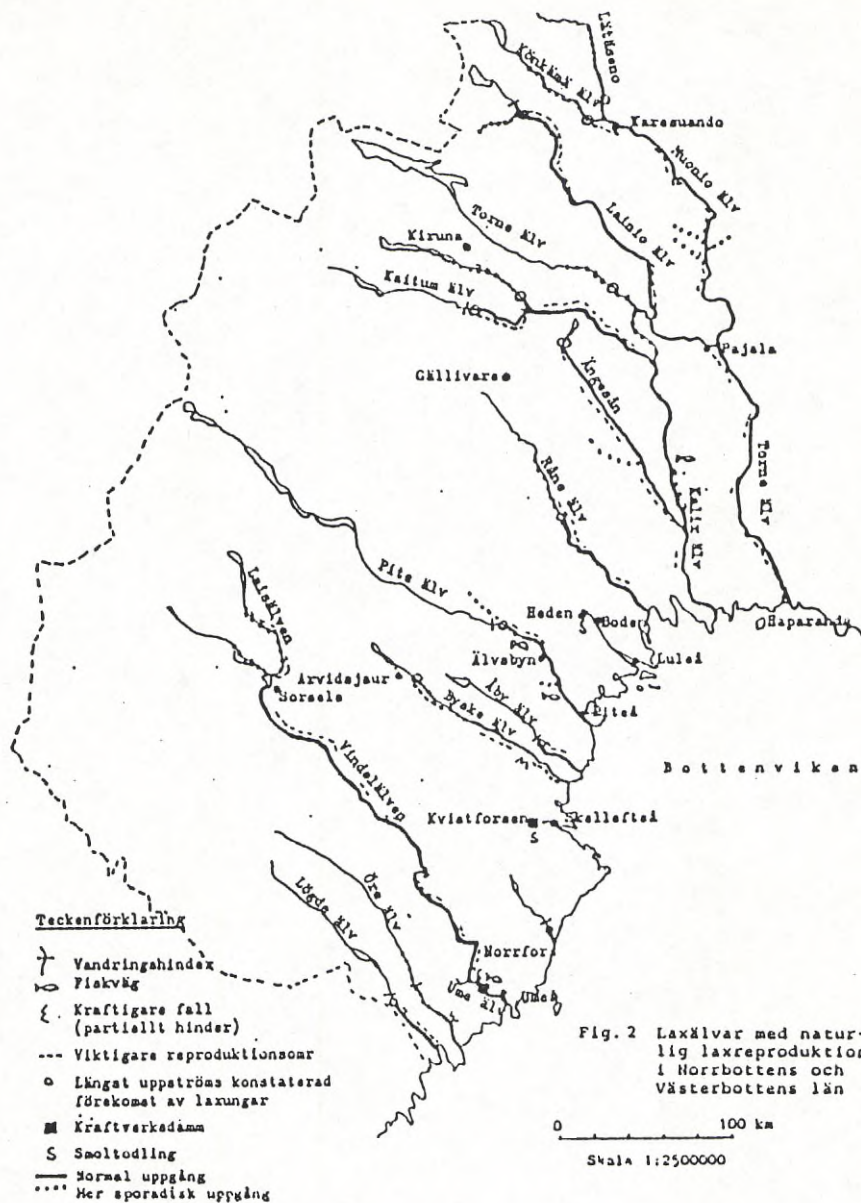 Lätäseno
Könkämä älv
Karesuando
Muonio älv
Lainio älv
Torne älv
Kiruna
Kaitum älv
Pajala
Gällivare
Ängesån
Torne älv
Kalix älv
Råne älv
Haparanda
Heden
Boden
Luleå
Pite älv
Laisälven
Älvsbyn
Arvidsjaur
Sorsele
Åby älv
Byske älv
Piteå
Bottenviken
Vindelälven
Kvistforsen
Skellefteå
S
Öre älv
Lögde älv
Norrfor
Ume älv
Umeå
Teckenförklaring
Vandringshinder
Fiskväg
Kraftigare fall
(partiellt hinder)
Viktigare reproduktionsomr
Längst uppströms konstaterad
förekomst av laxungar
Kraftverksdamm
S Smoltodling
Normal uppgång
Mer sporadisk uppgång
Fig. 2 Laxälvar med natur-
lig laxreproduktion
i Norrbottens och
Västerbottens län
0 100 km
Skala 1:2500000